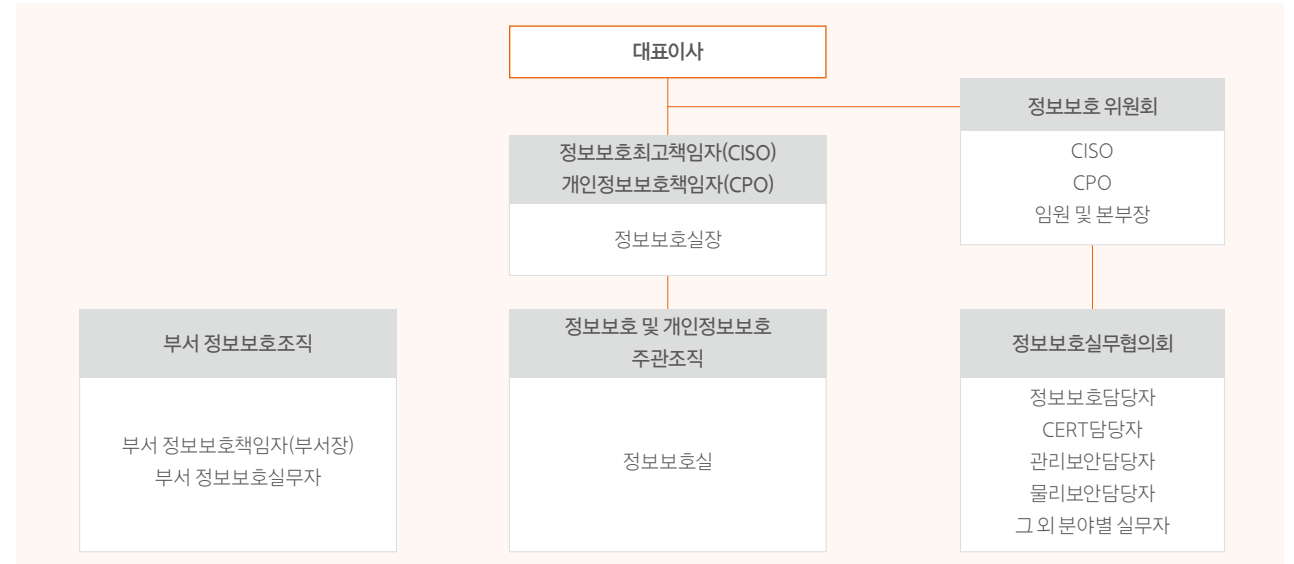 대표이사
정보보호 위원회
CISO
CPO
임원 및 본부장
정보보호최고책임자(CISO)
개인정보보호책임자(CPO)
정보보호실장
부서 정보보호조직
부서 정보보호책임자(부서장)
부서 정보보호실무자
정보보호 및 개인정보보호
주관조직
정보보호실
정보보호실무협의회
정보보호담당자
CERT담당자
관리보안담당자
물리보안담당자
그 외 분야별 실무자